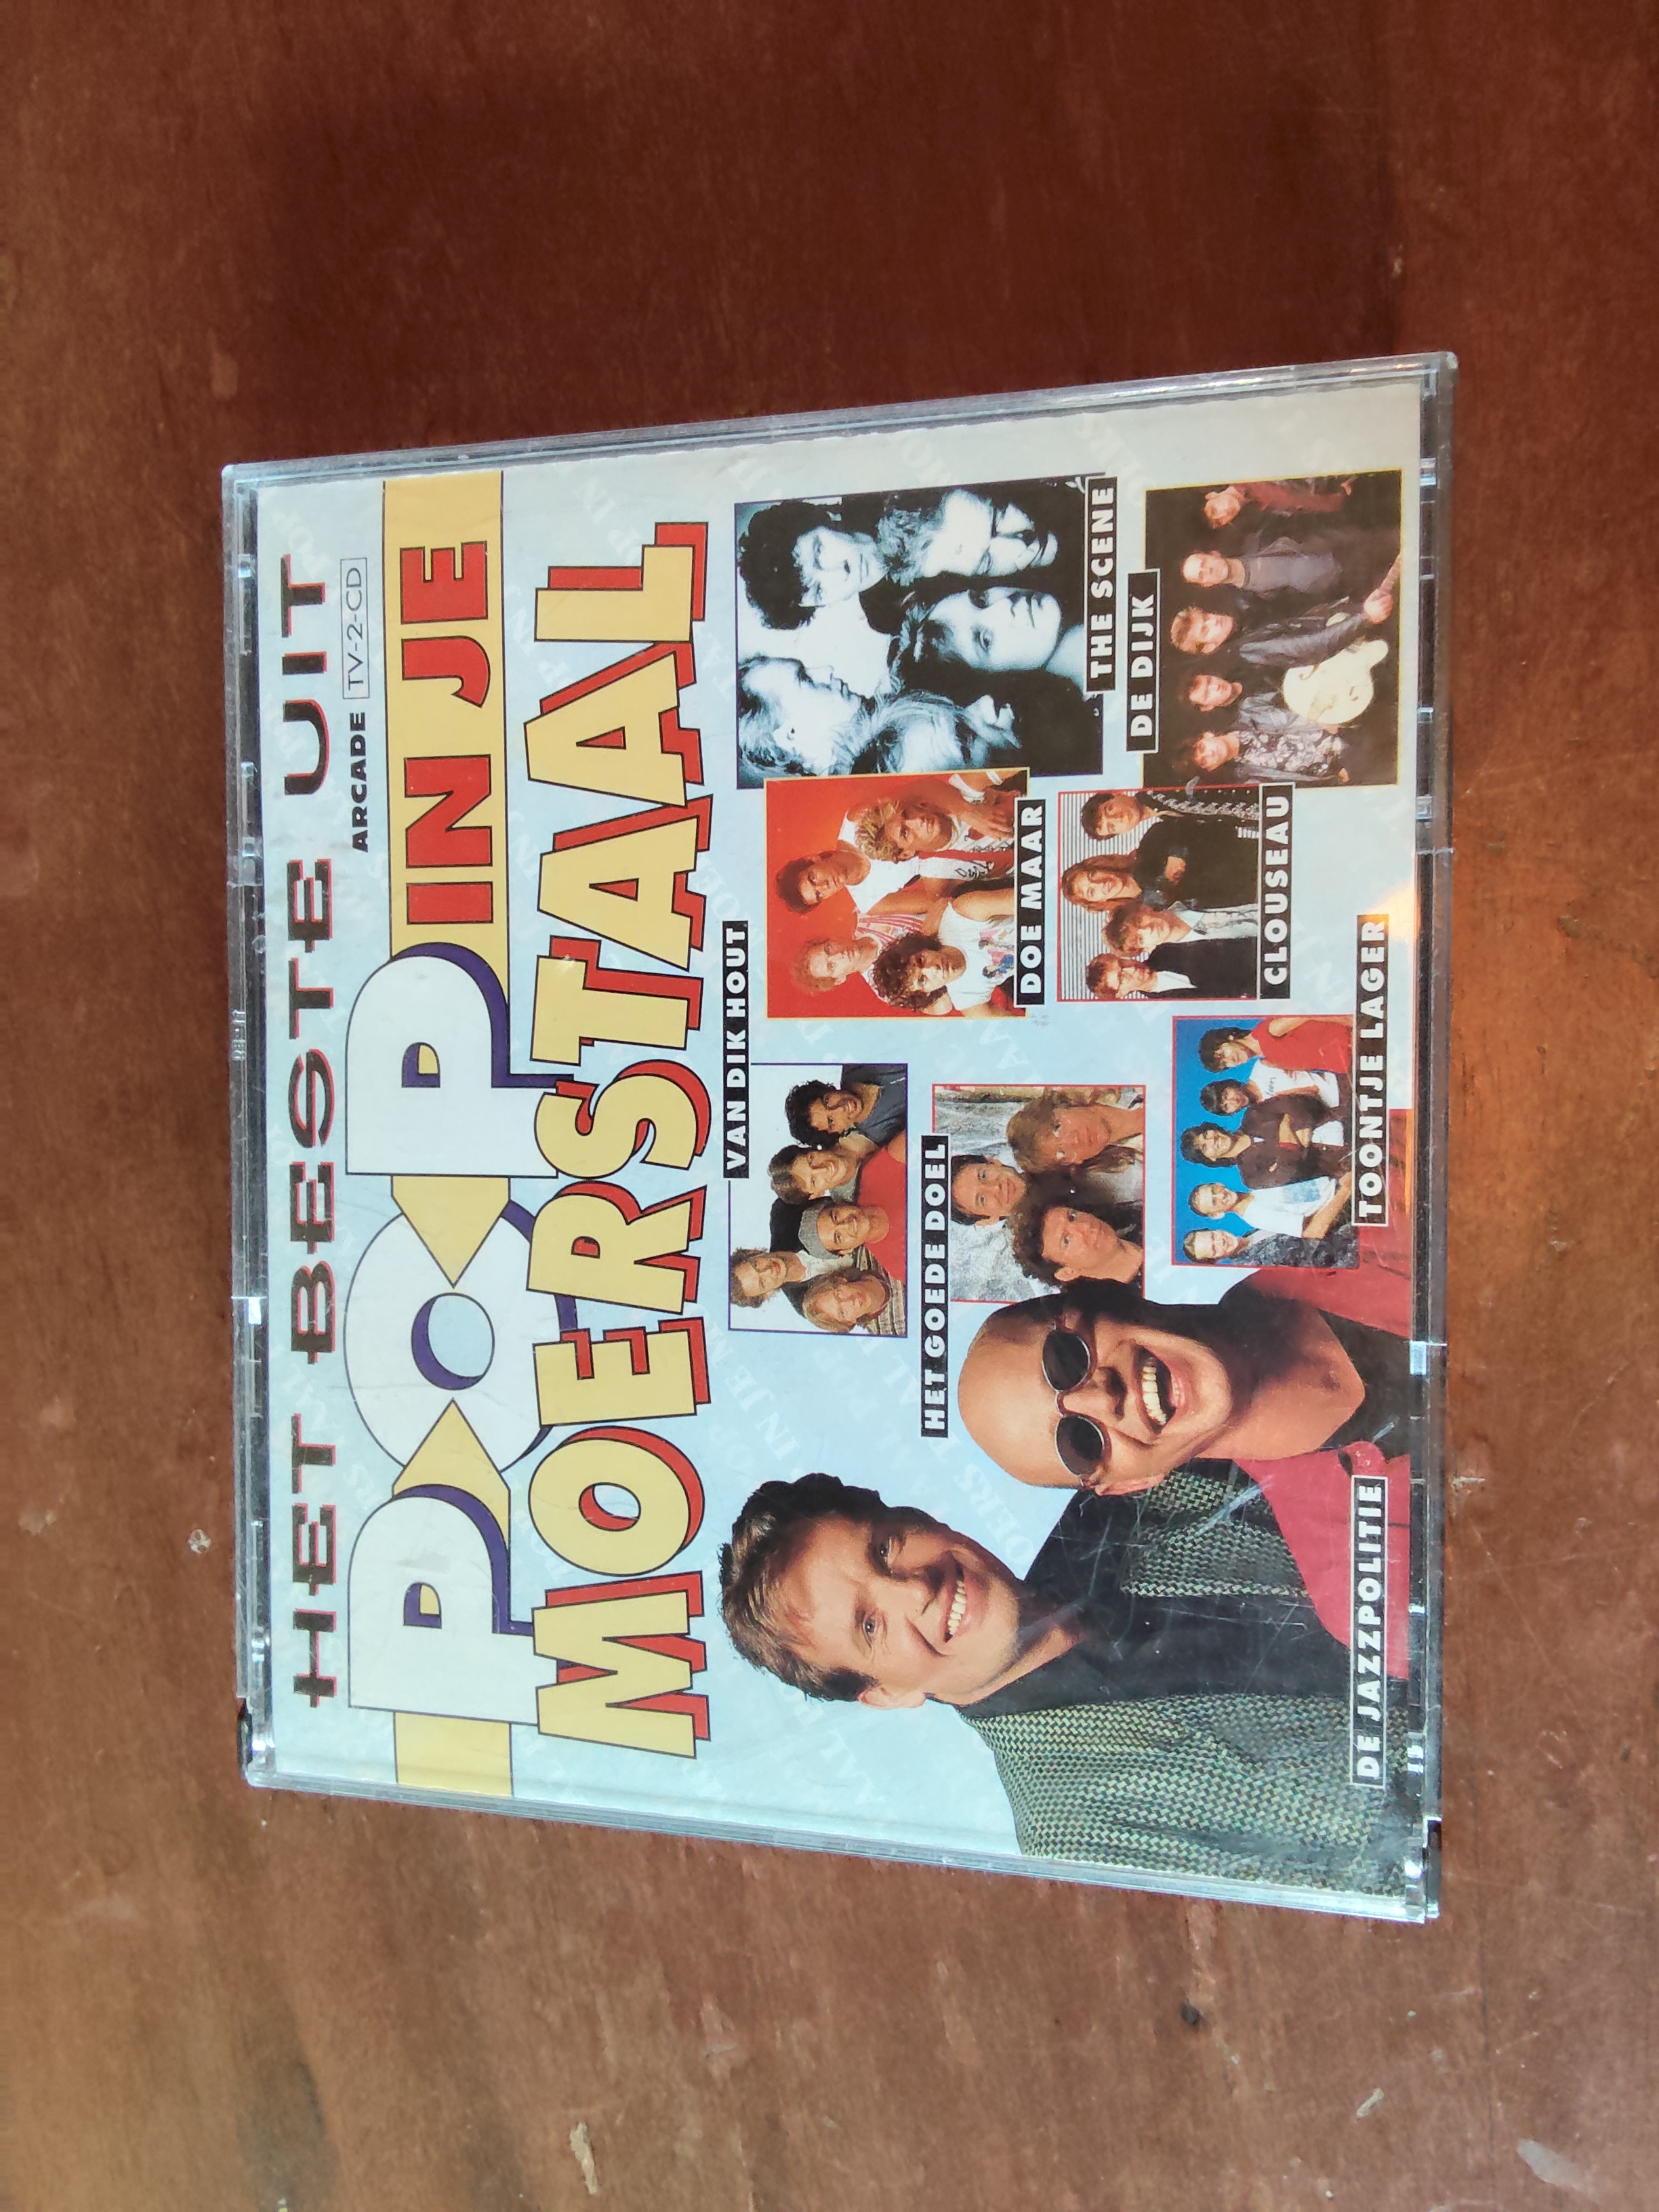 HET BESTE UIT
ARCADE TV-2-CD
POP IN JE
MOERSTAAL
VAN DIK HOUT
DOE MAAR
THE SCENE
DE DIJK
HET GOEDE DOEL
CLOUSEAU
TOONTJE LAGER
DE JAZZPOLITIE